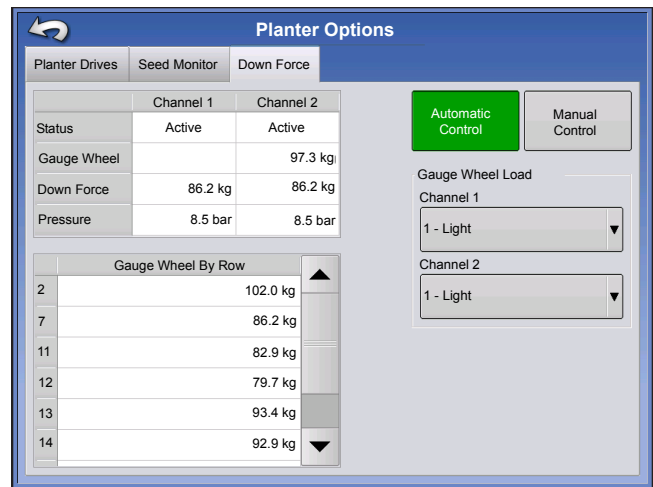 Planter Options
Planter Drives Seed Monitor Down Force
Channel 1 Channel 2
Status Active Active
Gauge Wheel 97.3 kg
Down Force 86.2 kg 86.2 kg
Pressure 8.5 bar 8.5 bar
Gauge Wheel By Row
2 102.0 kg
7 86.2 kg
11 82.9 kg
12 79.7 kg
13 93.4 kg
14 92.9 kg
Automatic
Control
Manual
Control
Gauge Wheel Load
Channel 1
1 - Light
Channel 2
1 - Light